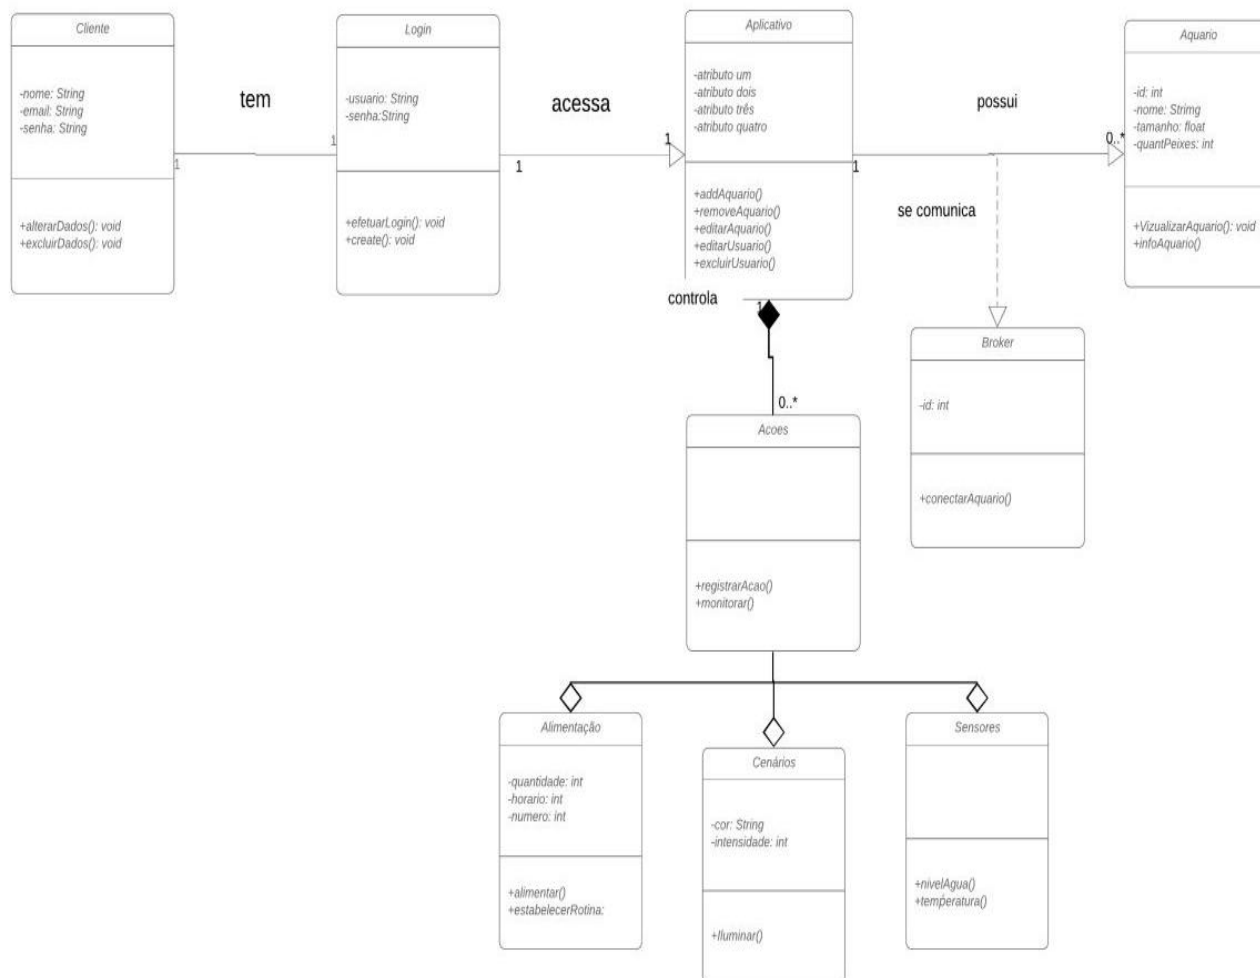 Cliente
-nome: String
-email: String
-senha: String
+alterarDados(): void
+excluirDados(): void
tem
1
1
Login
-usuario: String
-senha:String
+efetuarLogin(): void
+create(): void
acessa
1
1
Aplicativo
-atributo um
-atributo dois
-atributo três
-atributo quatro
+addAquario()
+removeAquario()
+editarAquario()
+editarUsuario()
+excluirUsuario()
possui
1
0..*
Aquario
-id: int
-nome: Strimg
-tamanho: float
-quantPeixes: int
+VizualizarAquario(): void
+infoAquario()
se comunica
Broker
-id: int
+conectarAquario()
controla
1
0..*
Acoes
+registrarAcao()
+monitorar()
Alimentação
-quantidade: int
-horario: int
-numero: int
+alimentar()
+estabelecerRotina:
Cenários
-cor: String
-intensidade: int
+Iluminar()
Sensores
+nivelAgua()
+temperatura()